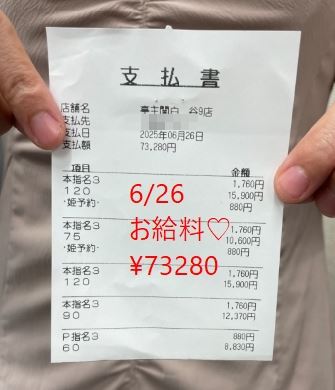 支払書
店舗名 亭主関白 谷9店
支払先
支払日 2025年06月26日
支払額 73,280円
項目 金額
本指名3 1,760円
120 15,900円
・姫予約・ 880円
本指名3 1,760円
75 10,600円
・姫予約・ 880円
本指名3 1,760円
120 15,900円
本指名3 1,760円
90 12,370円
P指名3 880円
60 8,830円
6/26
お給料♡
¥73280